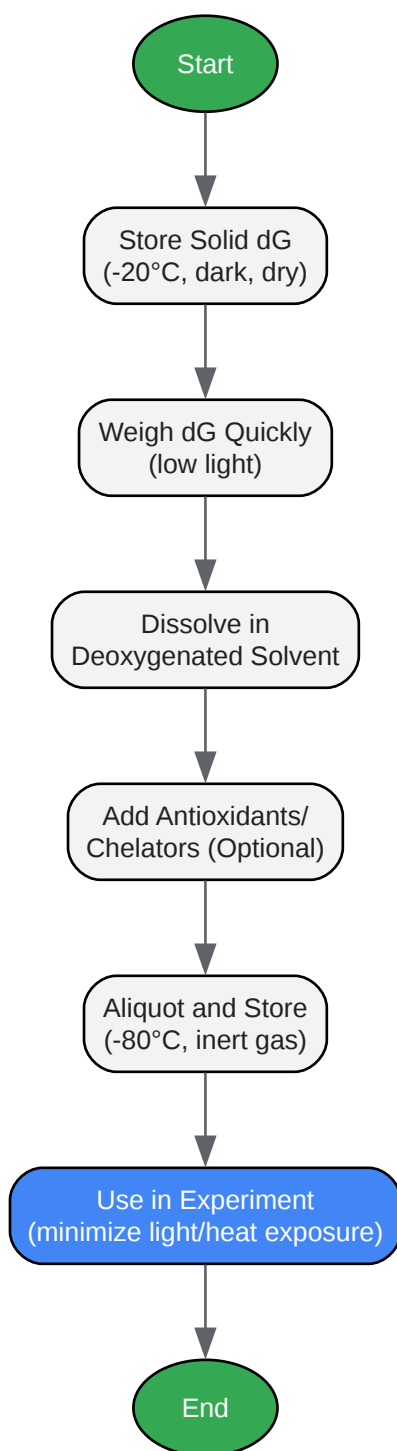 Start
Store Solid dG
(-20°C, dark, dry)
Weigh dG Quickly
(low light)
Dissolve in
Deoxygenated Solvent
Add Antioxidants/
Chelators (Optional)
Aliquot and Store
(-80°C, inert gas)
Use in Experiment
(minimize light/heat exposure)
End